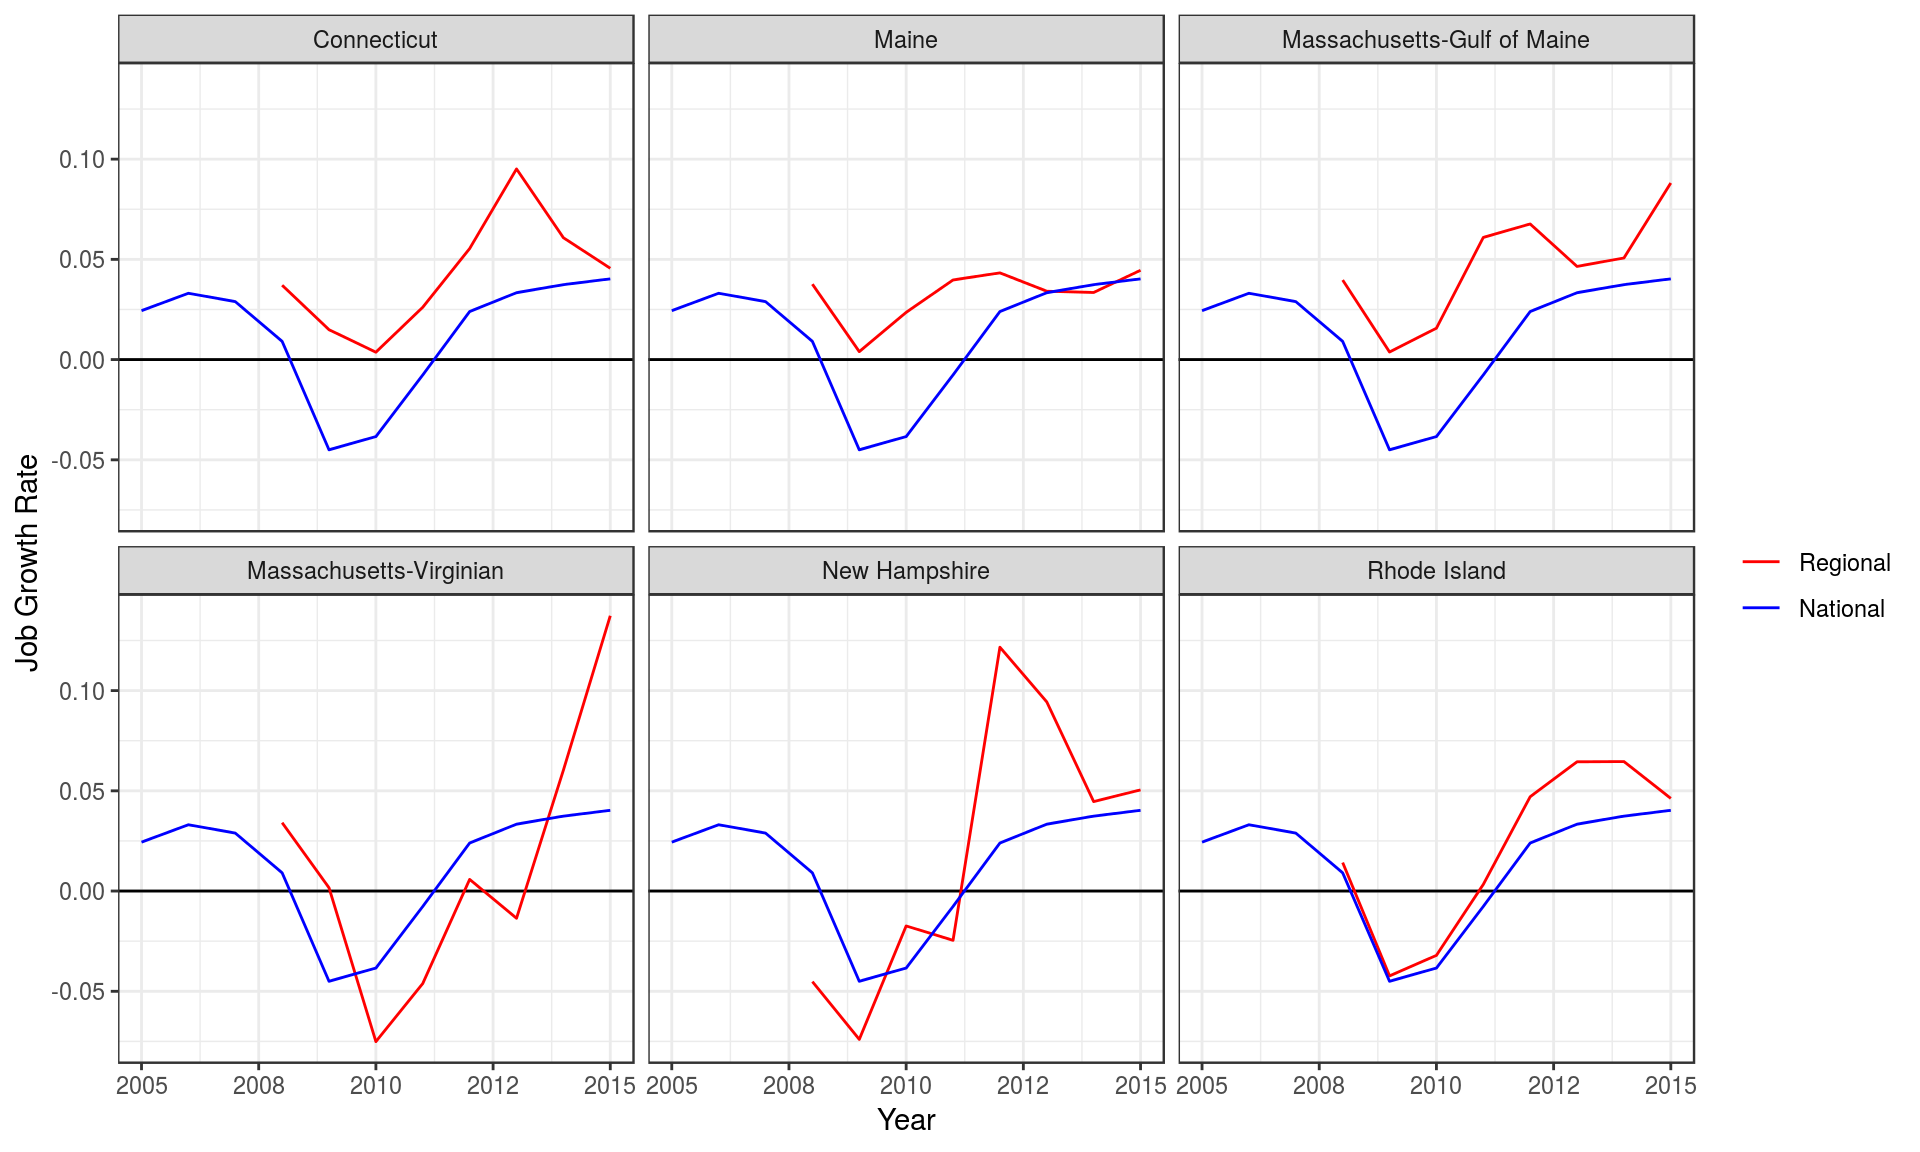 Connecticut
Maine
Massachusetts-Gulf of Maine
0.10
0.05
0.00
-0.05
Massachusetts-Virginian
New Hampshire
Rhode Island
0.10
0.05
0.00
-0.05
2005 2008 2010 2012 2015
2005 2008 2010 2012 2015
2005 2008 2010 2012 2015
Year
Job Growth Rate
Regional
National